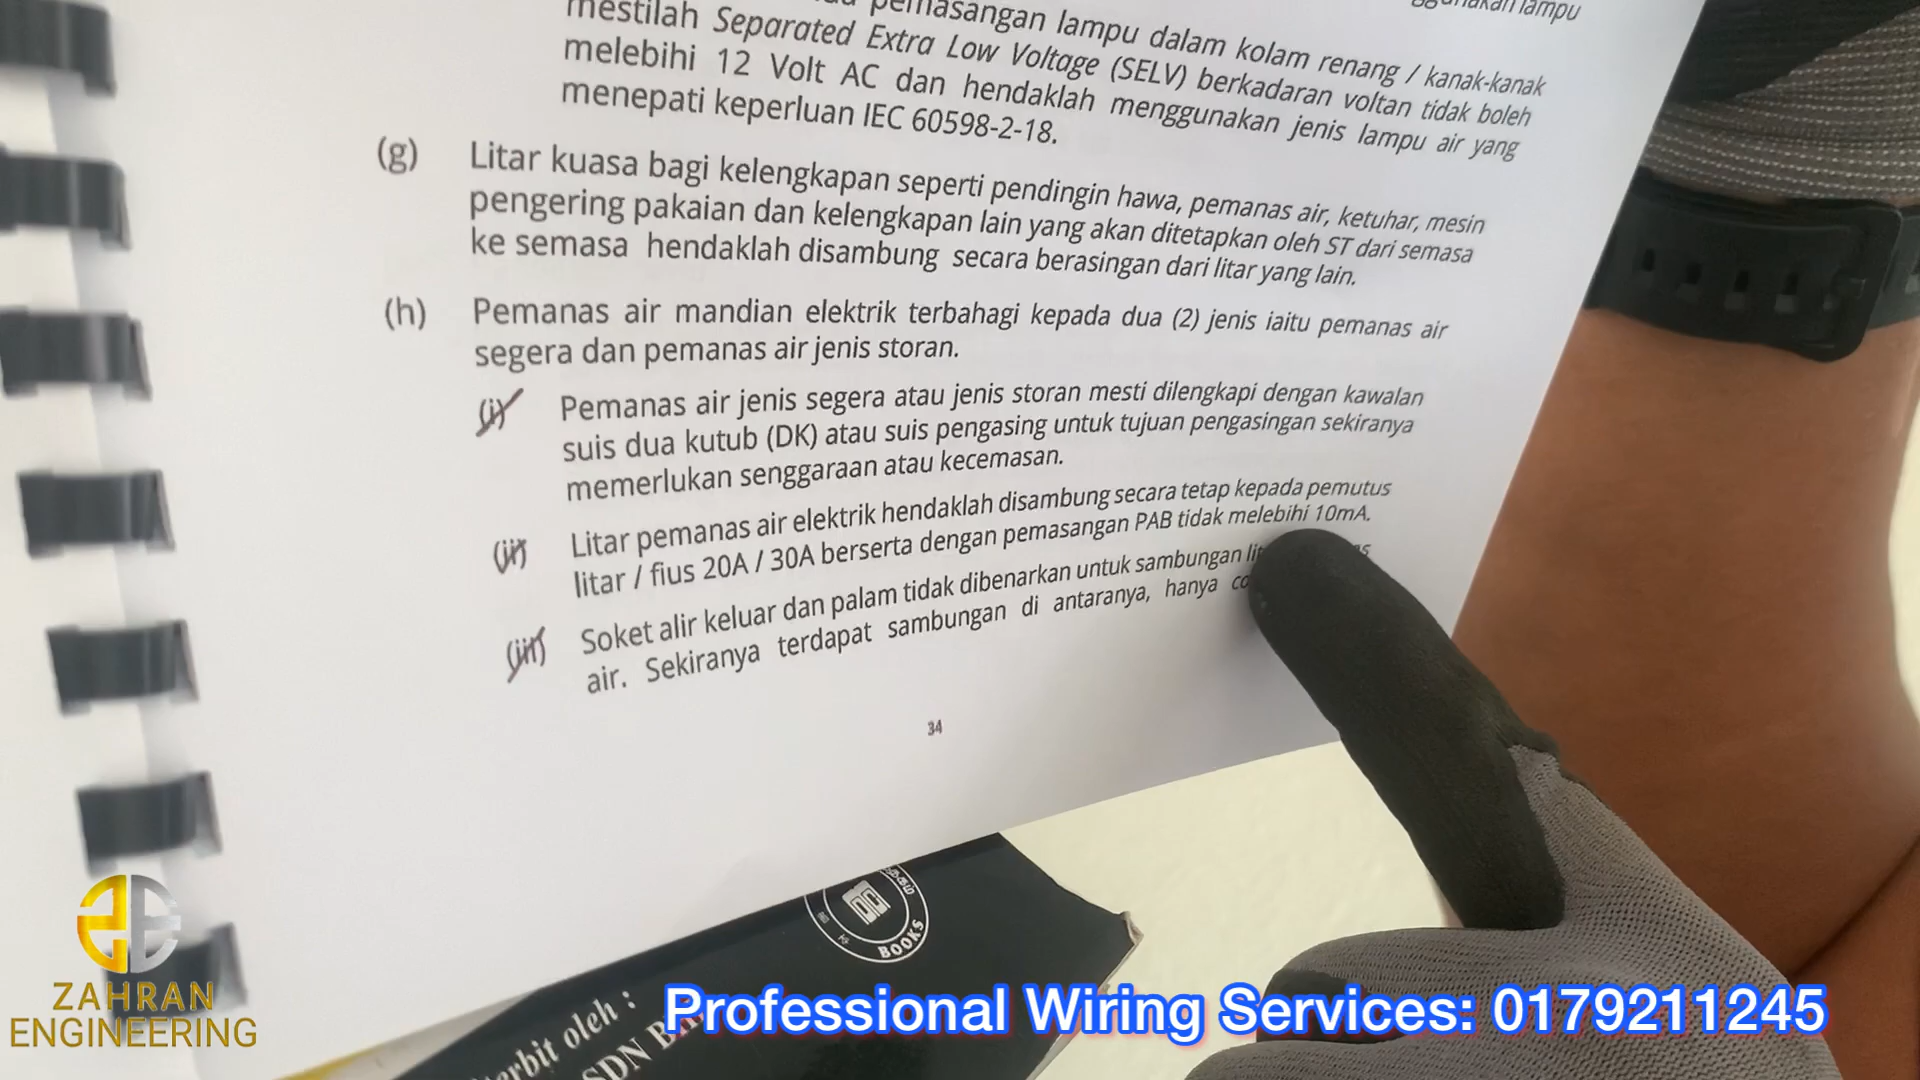 pemasangan lampu dalam kolam renang / kanak-kanak
mestilah Separated Extra Low Voltage (SELV) berkadaran voltan tidak boleh
melebihi 12 Volt AC dan hendaklah menggunakan jenis lampu air yang
menepati keperluan IEC 60598-2-18.
(g) Litar kuasa bagi kelengkapan seperti pendingin hawa, pemanas air, ketuhar, mesin
pengering pakaian dan kelengkapan lain yang akan ditetapkan oleh ST dari semasa
ke semasa hendaklah disambung secara berasingan dari litar yang lain.
(h) Pemanas air mandian elektrik terbahagi kepada dua (2) jenis iaitu pemanas air
segera dan pemanas air jenis storan.
(i) Pemanas air jenis segera atau jenis storan mesti dilengkapi dengan kawalan
suis dua kutub (DK) atau suis pengasing untuk tujuan pengasingan sekiranya
memerlukan senggaraan atau kecemasan.
(ii) Litar pemanas air elektrik hendaklah disambung secara tetap kepada pemutus
litar / fius 20A / 30A berserta dengan pemasangan PAB tidak melebihi 10mA.
(iii) Soket alir keluar dan palam tidak dibenarkan untuk sambungan
air. Sekiranya terdapat sambungan di antaranya, hanya
34
BOOKS
oleh :
SDN
ZAHRAN
ENGINEERING
Professional Wiring Services: 0179211245